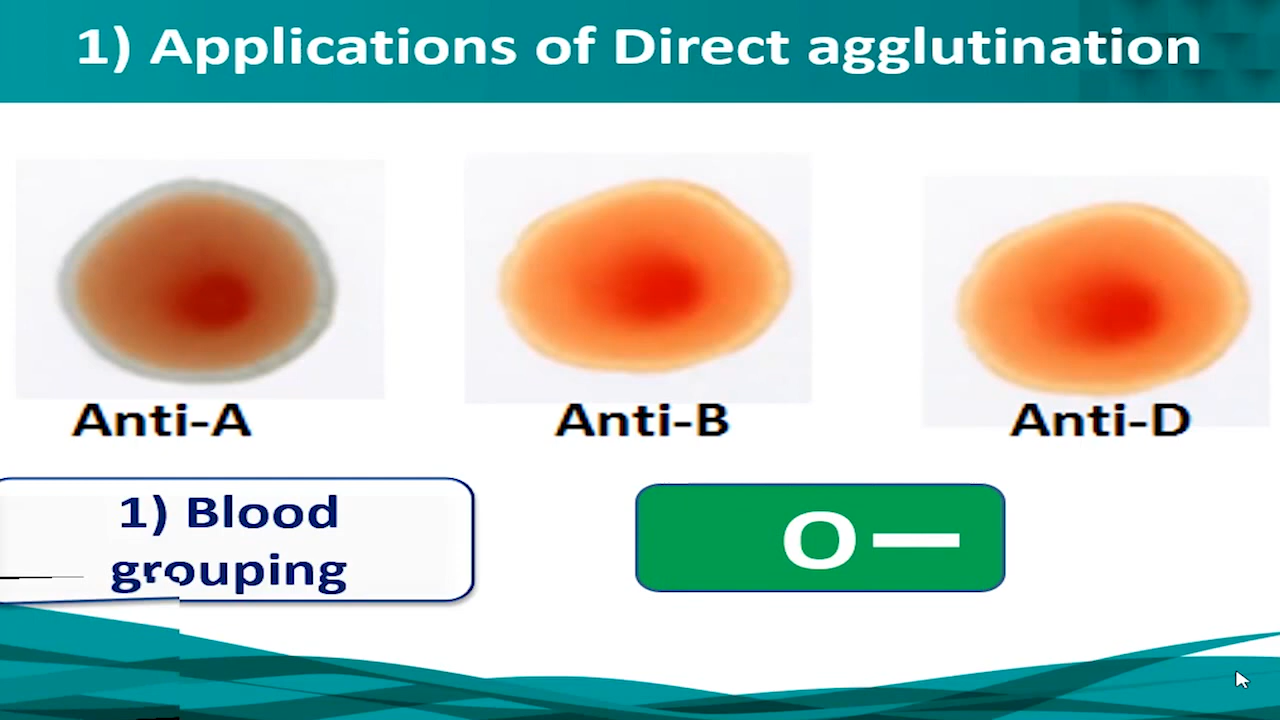 1) Applications of Direct agglutination
Anti-A
Anti-B
Anti-D
1) Blood
grouping
O –